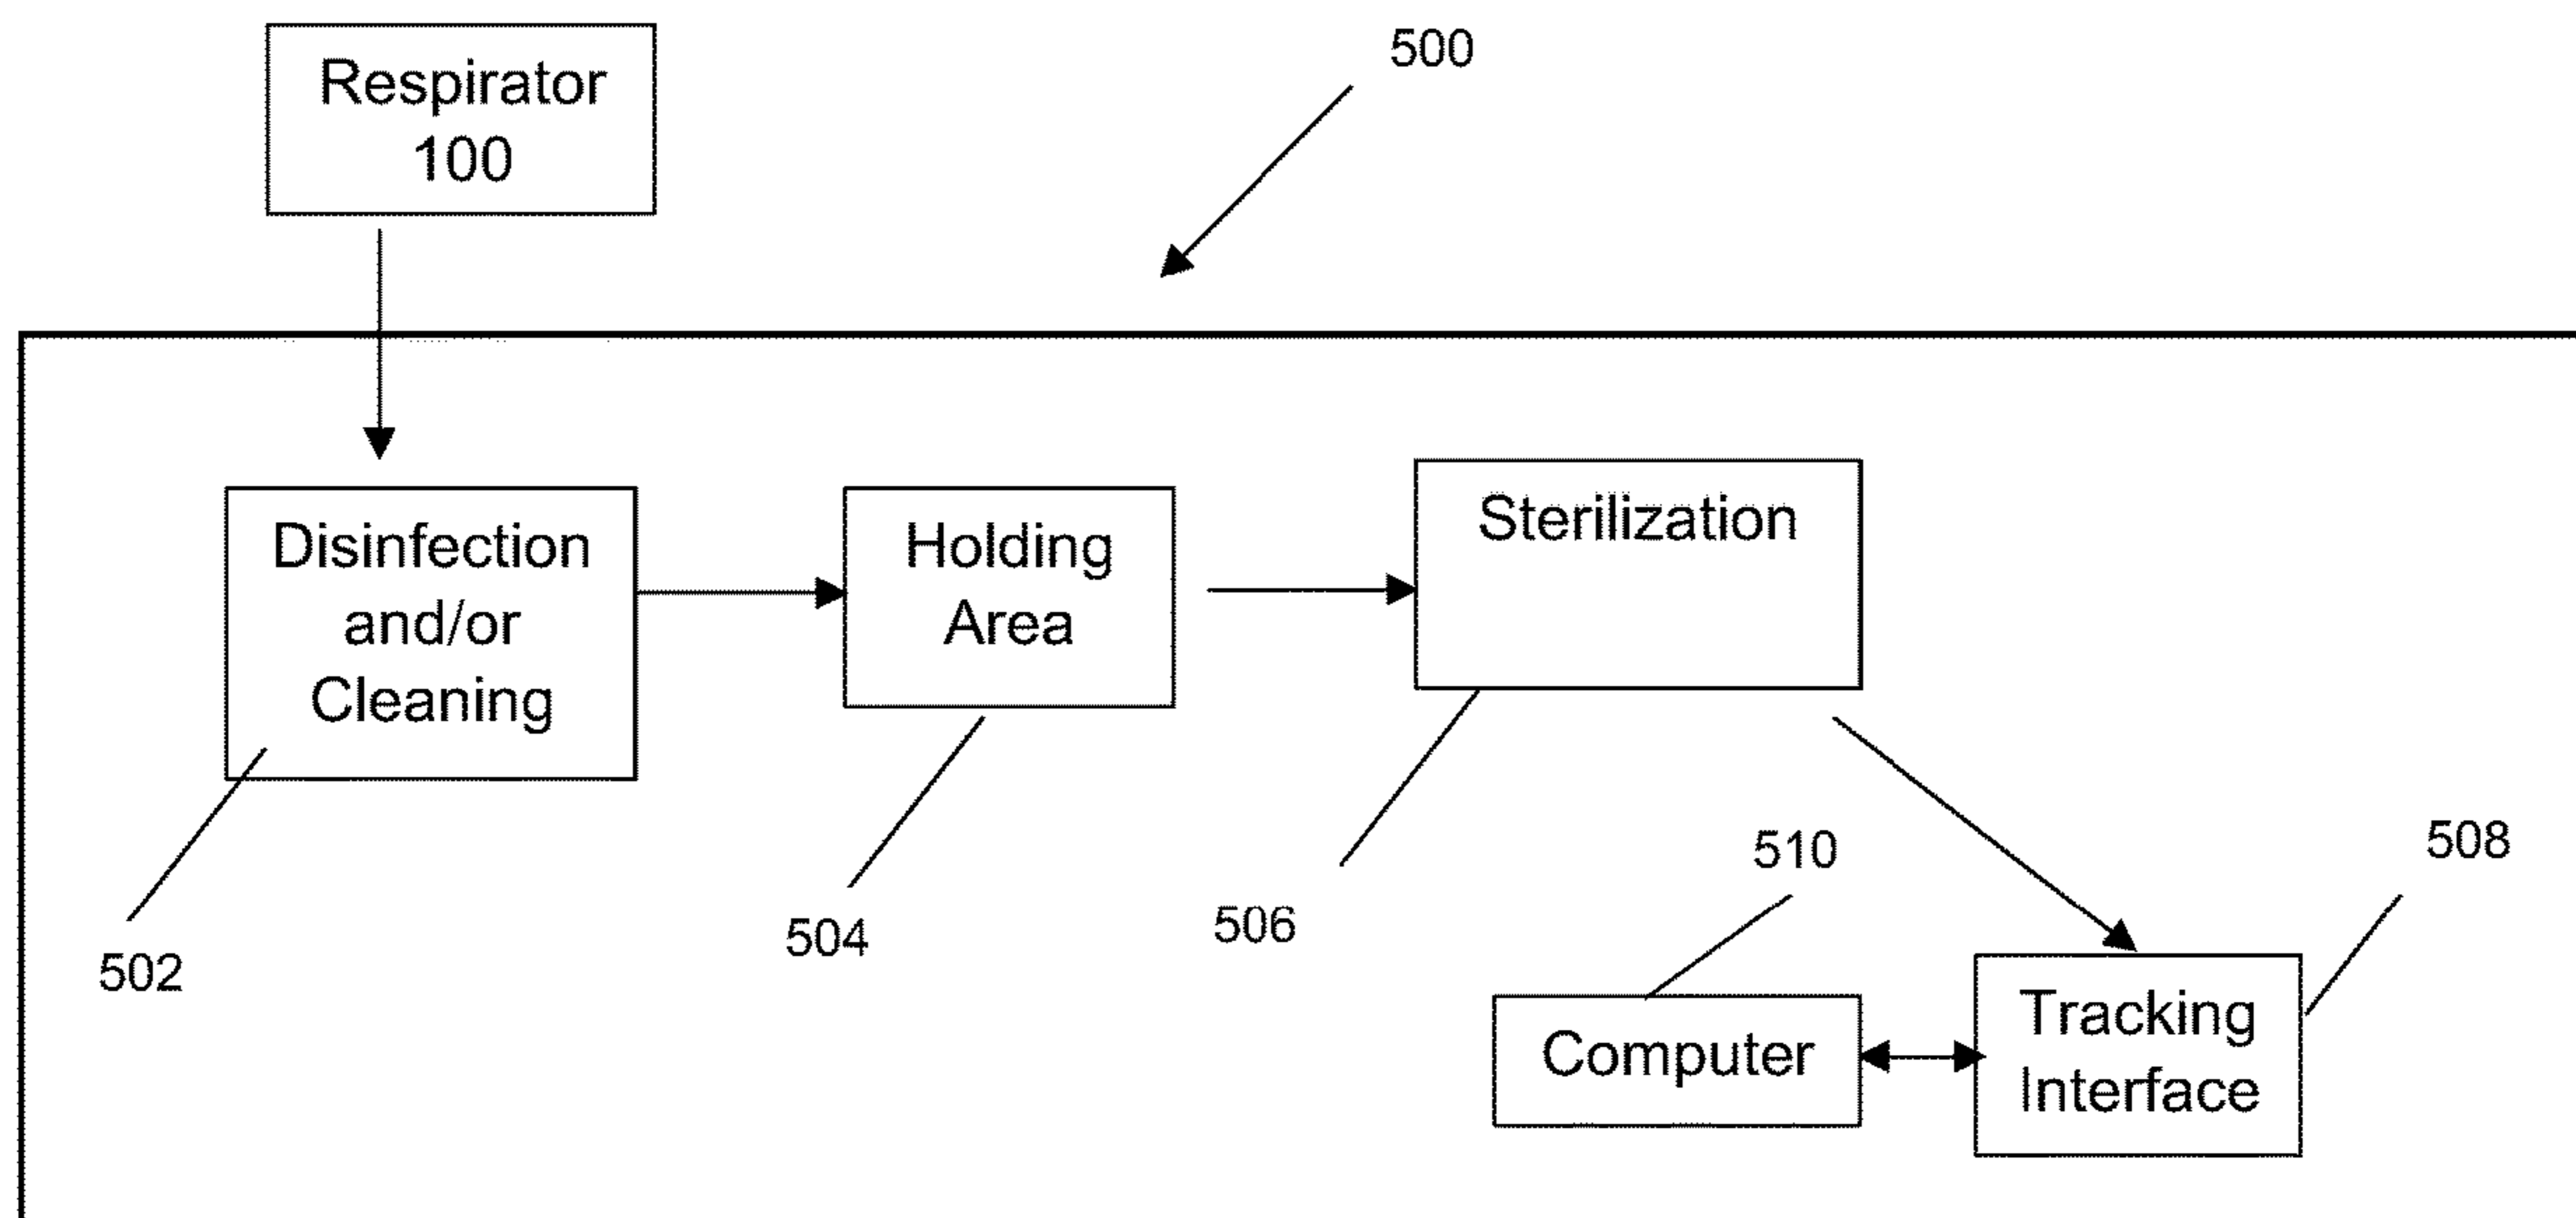 Respirator
100
500
Disinfection
and/or
Cleaning
Holding
Area
Sterilization
502
504
506
510
508
Computer
Tracking
Interface